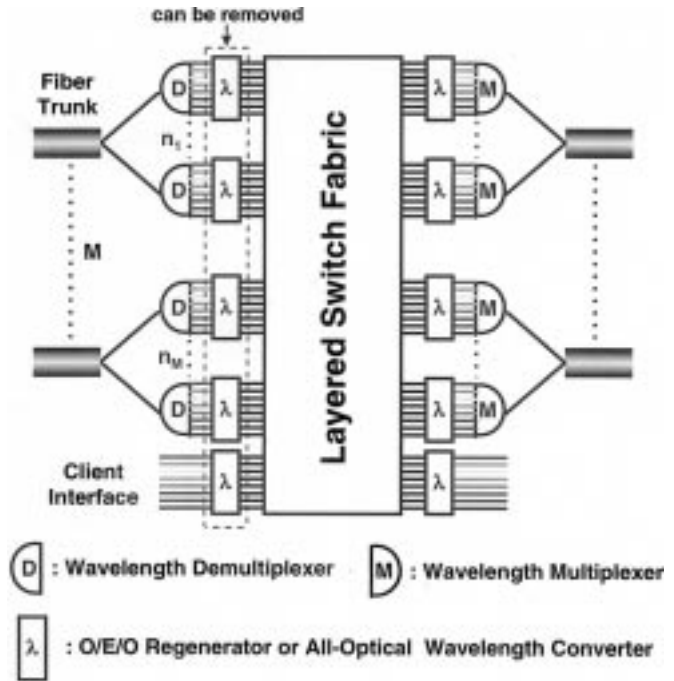 can be removed
Fiber
Trunk
D
λ
λ
M
n1
D
λ
λ
M
M
Layered Switch Fabric
D
λ
λ
M
nM
D
λ
λ
M
Client
Interface
λ
λ
D : Wavelength Demultiplexer
M : Wavelength Multiplexer
λ : O/E/O Regenerator or All-Optical Wavelength Converter